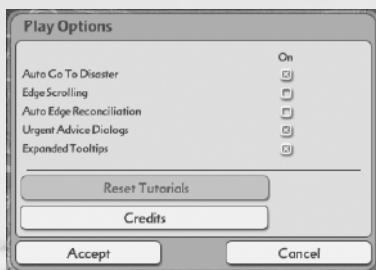 Play Options
On
Auto Go To Disaster
Edge Scrolling
Auto Edge Reconciliation
Urgent Advice Dialogs
Expanded Tooltips
Reset Tutorials
Credits
Accept Cancel